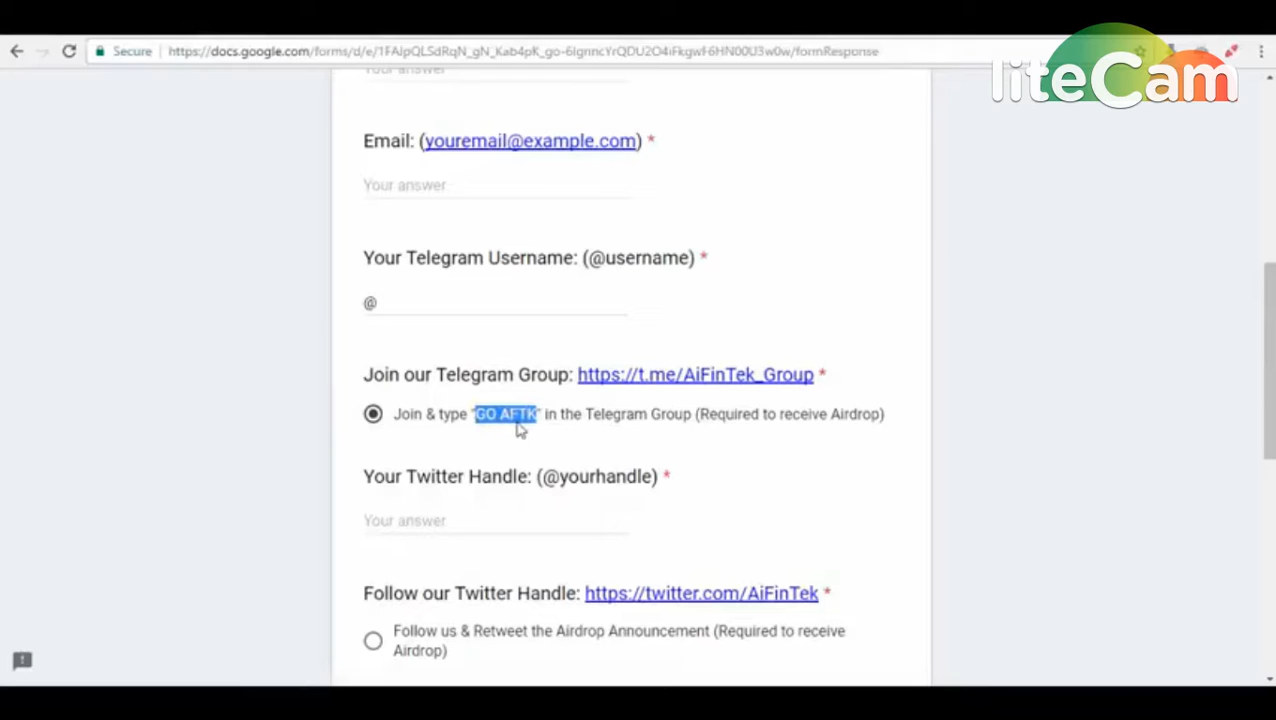 Secure https://docs.google.com/forms/d/e/1FAIpQLSdRqN_gN_Kab4pK_go-6IgnncYrQDU2O4iFkgwF6HN00U3w0w/formResponse
liteCam
Your answer
Email: (youremail@example.com) *
Your answer
Your Telegram Username: (@username) *
@
Join our Telegram Group: https://t.me/AiFinTek_Group *
Join & type "GO AFTK" in the Telegram Group (Required to receive Airdrop)
Your Twitter Handle: (@yourhandle) *
Your answer
Follow our Twitter Handle: https://twitter.com/AiFinTek *
Follow us & Retweet the Airdrop Announcement (Required to receive
Airdrop)